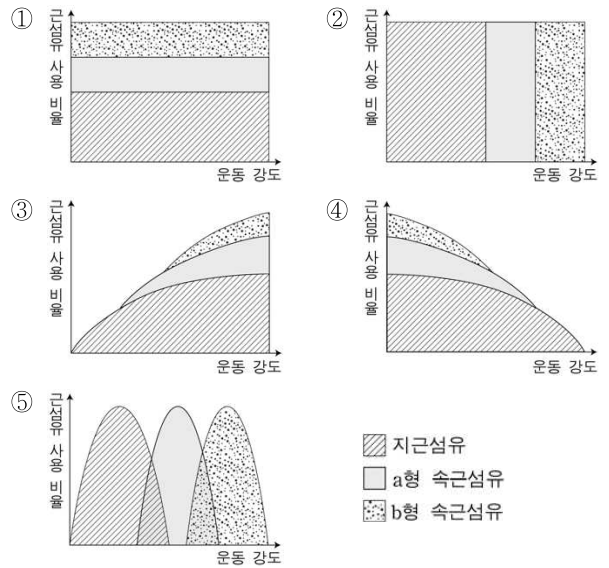 ①
근섬유 사용 비율
운동 강도
②
근섬유 사용 비율
운동 강도
③
근섬유 사용 비율
운동 강도
④
근섬유 사용 비율
운동 강도
⑤
근섬유 사용 비율
운동 강도
지근섬유
a형 속근섬유
b형 속근섬유